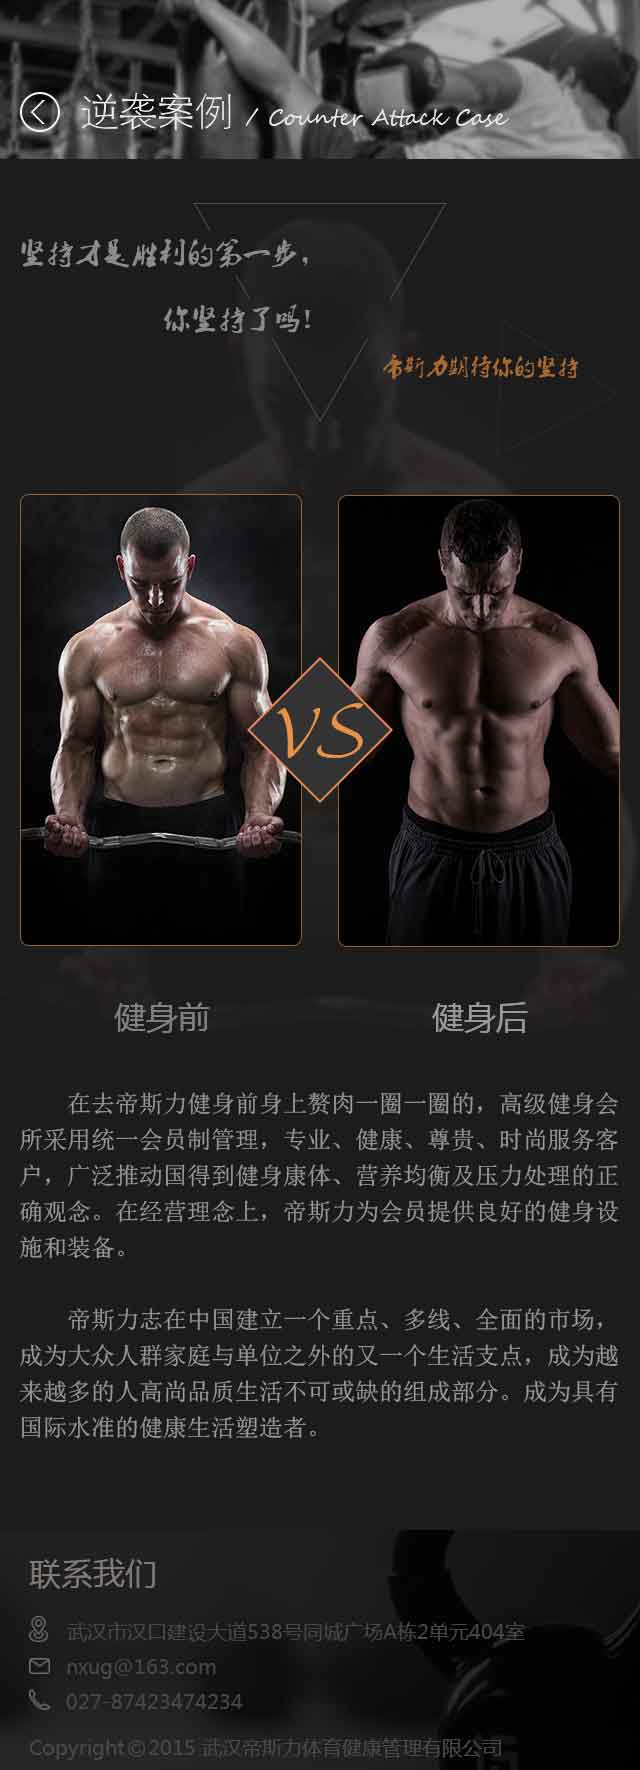 逆袭案例 / Counter Attack Case
坚持才是胜利的第一步，
你坚持了吗！
帝斯力期待你的坚持
VS
健身前
健身后
在去帝斯力健身前身上赘肉一圈一圈的，高级健身会
所采用统一会员制管理，专业、健康、尊贵、时尚服务客
户，广泛推动国得到健身康体、营养均衡及压力处理的正
确观念。在经营理念上，帝斯力为会员提供良好的健身设
施和装备。
帝斯力志在中国建立一个重点、多线、全面的市场，
成为大众人群家庭与单位之外的又一个生活支点，成为越
来越多的人高尚品质生活不可或缺的组成部分。成为具有
国际水准的健康生活塑造者。
联系我们
武汉市汉口建设大道538号同城广场A栋2单元404室
nxug@163.com
027-87423474234
Copyright©2015 武汉帝斯力体育健康管理有限公司